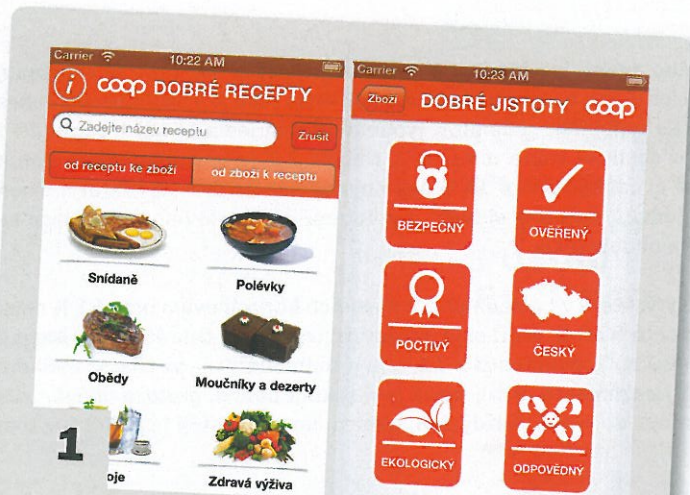 Carrier 10:22 AM
i coop DOBRÉ RECEPTY
Zadejte název receptu
Zrušit
od receptu ke zboží
od zboží k receptu
Snídaně
Polévky
Obědy
Moučníky a dezerty
oje
Zdravá výživa
1
Carrier 10:23 AM
Zboží
DOBRÉ JISTOTY coop
BEZPEČNÝ
OVĚŘENÝ
POCTIVÝ
ČESKÝ
EKOLOGICKÝ
ODPOVĚDNÝ